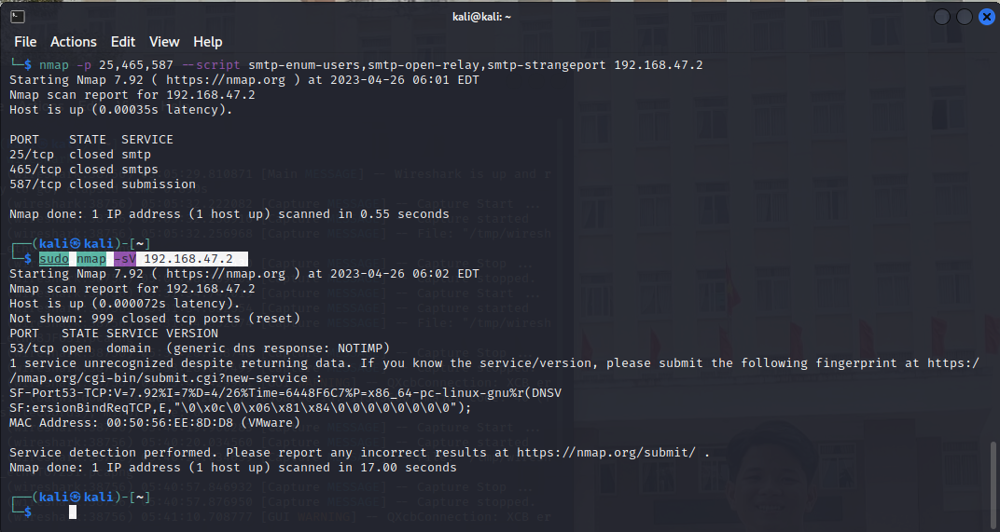 kali@kali: ~
File Actions Edit View Help
└─$ nmap -p 25,465,587 --script smtp-enum-users,smtp-open-relay,smtp-strangeport 192.168.47.2
Starting Nmap 7.92 ( https://nmap.org ) at 2023-04-26 06:01 EDT
Nmap scan report for 192.168.47.2
Host is up (0.00035s latency).
PORT    STATE  SERVICE
25/tcp  closed smtp
465/tcp closed smtps
587/tcp closed submission
Nmap done: 1 IP address (1 host up) scanned in 0.55 seconds
┌──(kali㉿kali)-[~]
└─$ sudo nmap -sV 192.168.47.2
Starting Nmap 7.92 ( https://nmap.org ) at 2023-04-26 06:02 EDT
Nmap scan report for 192.168.47.2
Host is up (0.000072s latency).
Not shown: 999 closed tcp ports (reset)
PORT   STATE SERVICE VERSION
53/tcp open  domain  (generic dns response: NOTIMP)
1 service unrecognized despite returning data. If you know the service/version, please submit the following fingerprint at https:/
/nmap.org/cgi-bin/submit.cgi?new-service :
SF-Port53-TCP:V=7.92%I=7%D=4/26%Time=6448F6C7%P=x86_64-pc-linux-gnu%r(DNSV
SF:ersionBindReqTCP,E,"\0\x0c\0\x06\x81\x84\0\0\0\0\0\0\0\0");
MAC Address: 00:50:56:EE:8D:D8 (VMware)
Service detection performed. Please report any incorrect results at https://nmap.org/submit/ .
Nmap done: 1 IP address (1 host up) scanned in 17.00 seconds
┌──(kali㉿kali)-[~]
└─$